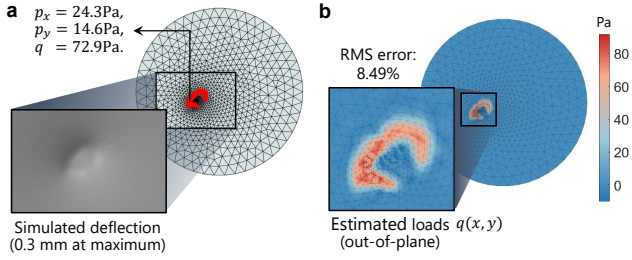 a
pₓ = 24.3Pa,
p_y = 14.6Pa,
q = 72.9Pa.
Simulated deflection
(0.3 mm at maximum)
b
RMS error:
8.49%
Estimated loads q(x, y)
(out-of-plane)
Pa
80
60
40
20
0